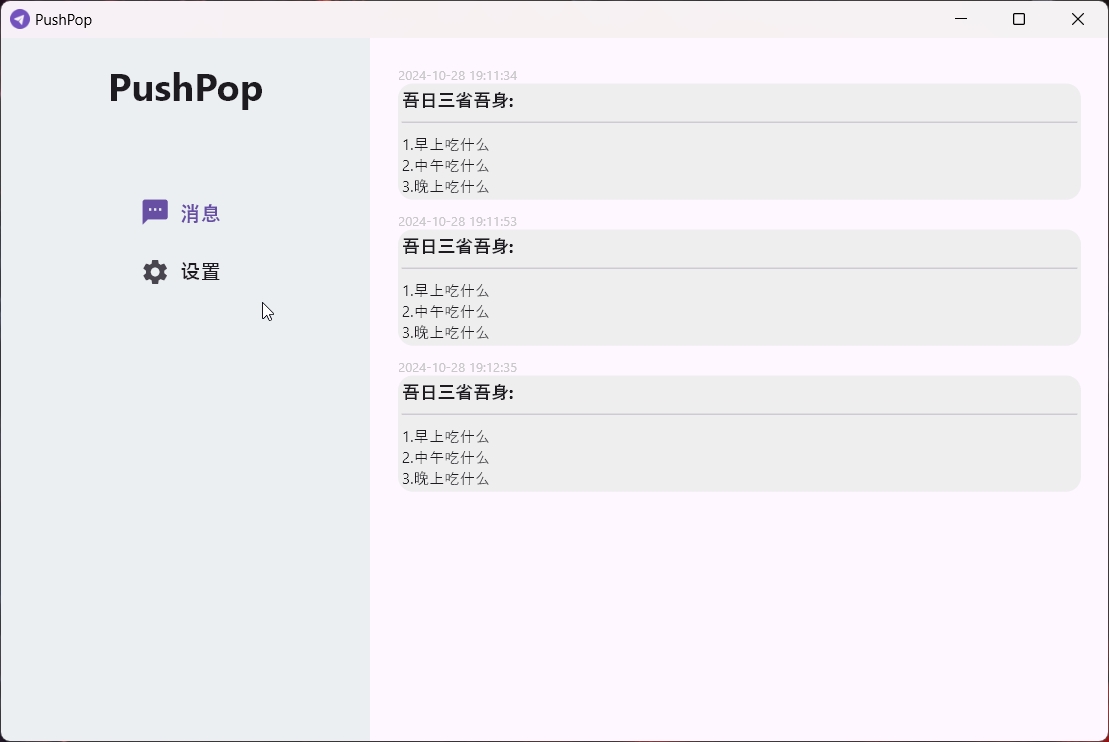 PushPop
PushPop
消息
设置
2024-10-28 19:11:34
吾日三省吾身:
1.早上吃什么
2.中午吃什么
3.晚上吃什么
2024-10-28 19:11:53
吾日三省吾身:
1.早上吃什么
2.中午吃什么
3.晚上吃什么
2024-10-28 19:12:35
吾日三省吾身:
1.早上吃什么
2.中午吃什么
3.晚上吃什么